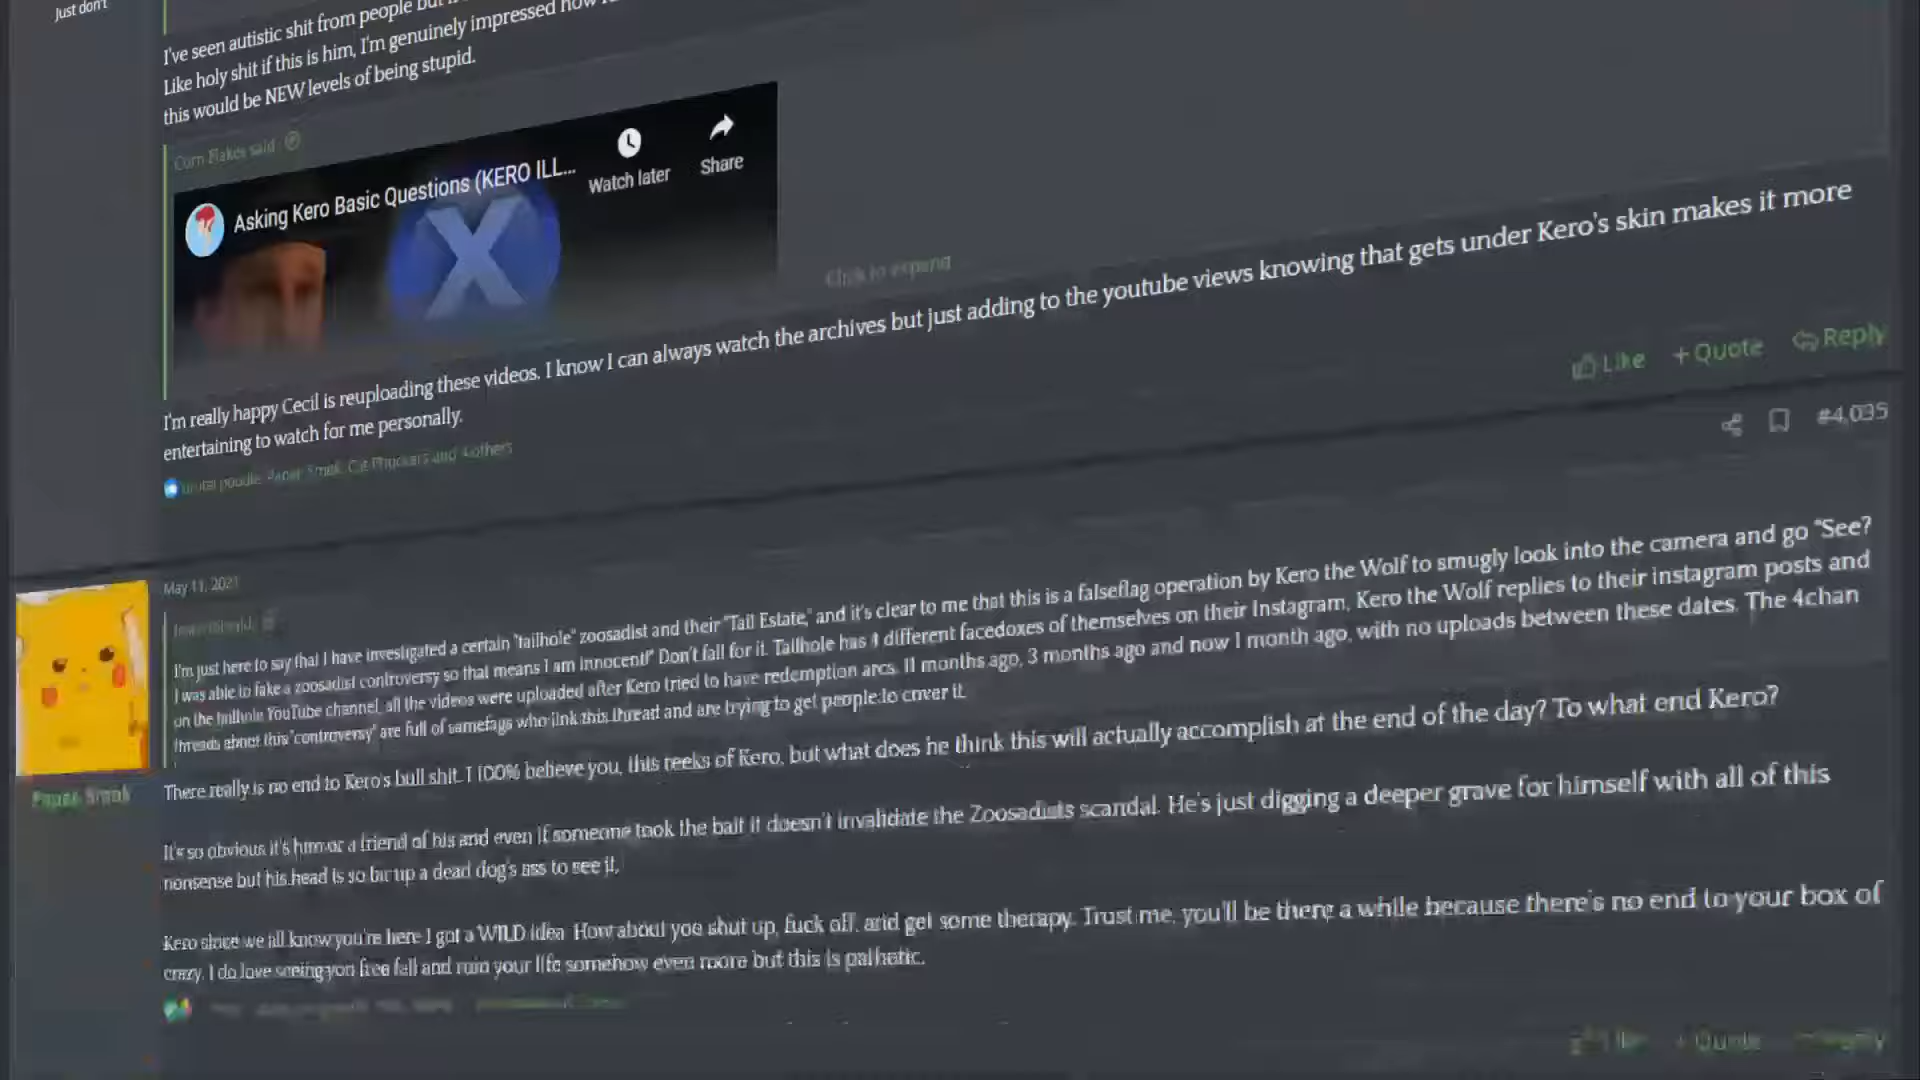 Just don't
I've seen autistic shit from people but
Like holy shit if this is him, I'm genuinely impressed how
this would be NEW levels of being stupid.
Corn Flakes said:
Asking Kero Basic Questions (KERO ILL...
Watch later
Share
Click to expand
I'm really happy Cecil is reuploading these videos. I know I can always watch the archives but just adding to the youtube views knowing that gets under Kero's skin makes it more
entertaining to watch for me personally.
Paper Smok, and 4 others
Like + Quote Reply
#4,035
May 11, 2021
I'm just here to say that I have investigated a certain "tailhole" zoosadist and their "Tail Estate," and it's clear to me that this is a falseflag operation by Kero the Wolf to smugly look into the camera and go "See?
I was able to fake a zoosadist controversy so that means I am innocent!" Don't fall for it. Tailhole has 4 different facedoxes of themselves on their Instagram, Kero the Wolf replies to their instagram posts and
on the tailhole YouTube channel, all the videos were uploaded after Kero tried to have redemption arcs. 11 months ago, 3 months ago and now 1 month ago, with no uploads between these dates. The 4chan
threads about this "controversy" are full of samefags who link this thread and are trying to get people to cover it.
There really is no end to Kero's bull shit. I 100% believe you, this reeks of Kero, but what does he think this will actually accomplish at the end of the day? To what end Kero?
Paper Smok
It's so obvious it's him or a friend of his and even if someone took the bait it doesn't invalidate the Zoosadists scandal. He's just digging a deeper grave for himself with all of this
nonsense but his head is so far up a dead dog's ass to see it.
Kero since we all know you're here I got a WILD idea. How about you shut up, fuck off, and get some therapy. Trust me, you'll be there a while because there's no end to your box of
crazy. I do love seeing you free fall and ruin your life somehow even more but this is pathetic.
Like + Quote Reply